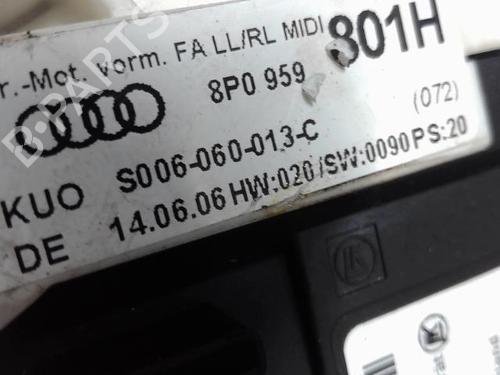 r.-Mot. vorm. FA LL/RL MIDI
8P0 959 801H
(072)
KUO S006-060-013-C
DE 14.06.06 HW:020/SW:0090 PS:20
B-PARTS